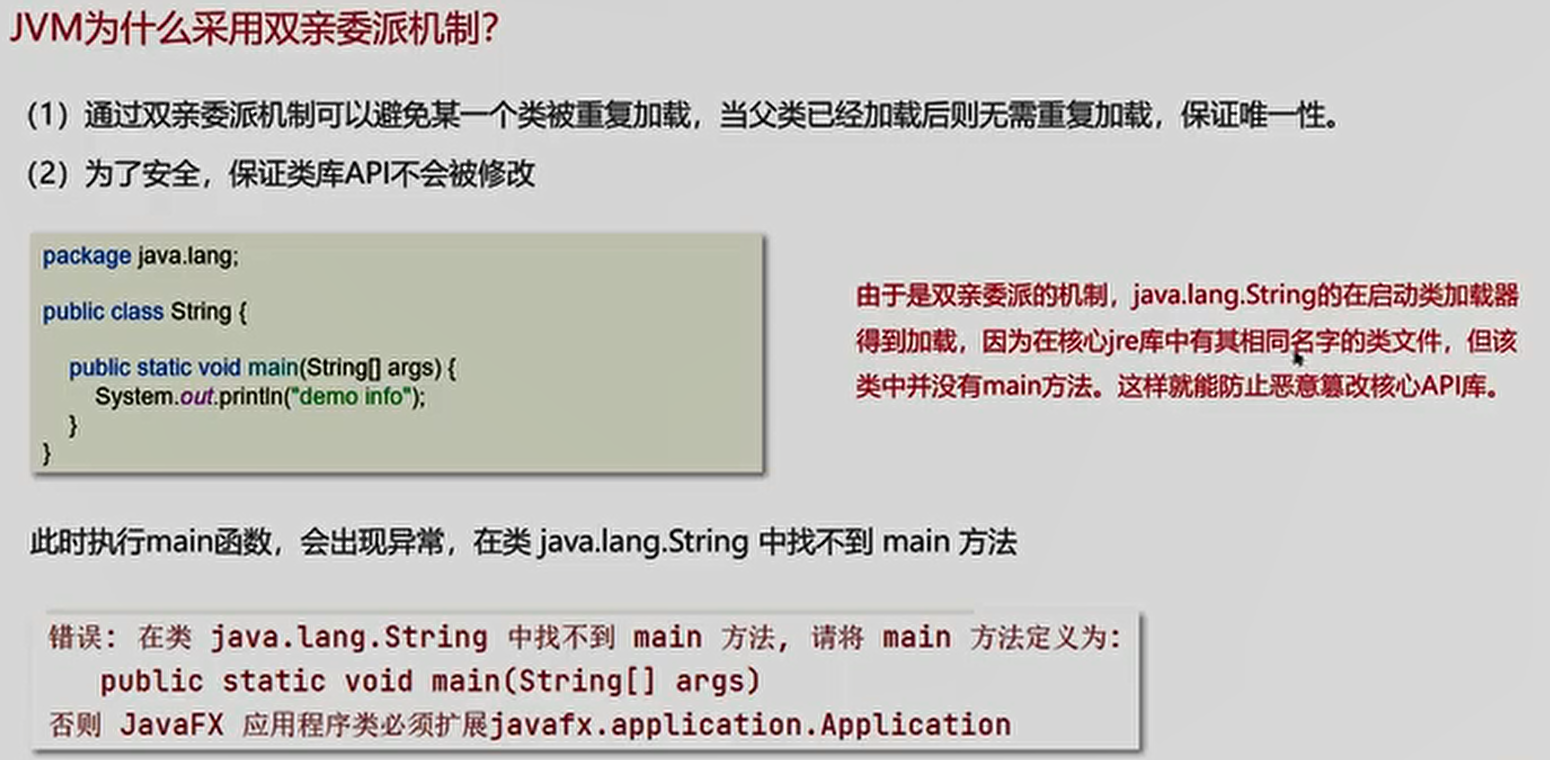 JVM为什么采用双亲委派机制？
（1）通过双亲委派机制可以避免某一个类被重复加载，当父类已经加载后则无需重复加载，保证唯一性。
（2）为了安全，保证类库API不会被修改
package java.lang;
public class String {
public static void main(String[] args) {
System.out.println("demo info");
}
}
由于是双亲委派的机制，java.lang.String的在启动类加载器
得到加载，因为在核心jre库中有其相同名字的类文件，但该
类中并没有main方法。这样就能防止恶意篡改核心API库。
此时执行main函数，会出现异常，在类 java.lang.String 中找不到 main 方法
错误: 在类 java.lang.String 中找不到 main 方法, 请将 main 方法定义为:
public static void main(String[] args)
否则 JavaFX 应用程序类必须扩展javafx.application.Application